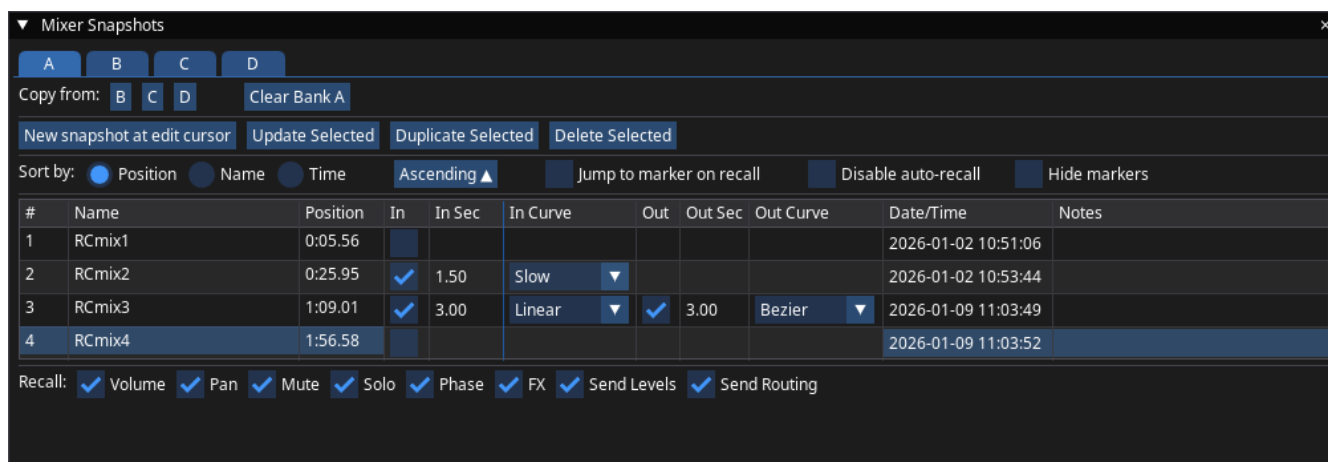 ▼ Mixer Snapshots ×
A B C D
Copy from: B C D Clear Bank A
New snapshot at edit cursor Update Selected Duplicate Selected Delete Selected
Sort by: Position Name Time Ascending ▲ Jump to marker on recall Disable auto-recall Hide markers
# Name Position In In Sec In Curve Out Out Sec Out Curve Date/Time Notes
1 RCmix1 0:05.56 2026-01-02 10:51:06
2 RCmix2 0:25.95 1.50 Slow ▼ 2026-01-02 10:53:44
3 RCmix3 1:09.01 3.00 Linear ▼ 3.00 Bezier ▼ 2026-01-09 11:03:49
4 RCmix4 1:56.58 2026-01-09 11:03:52
Recall: Volume Pan Mute Solo Phase FX Send Levels Send Routing